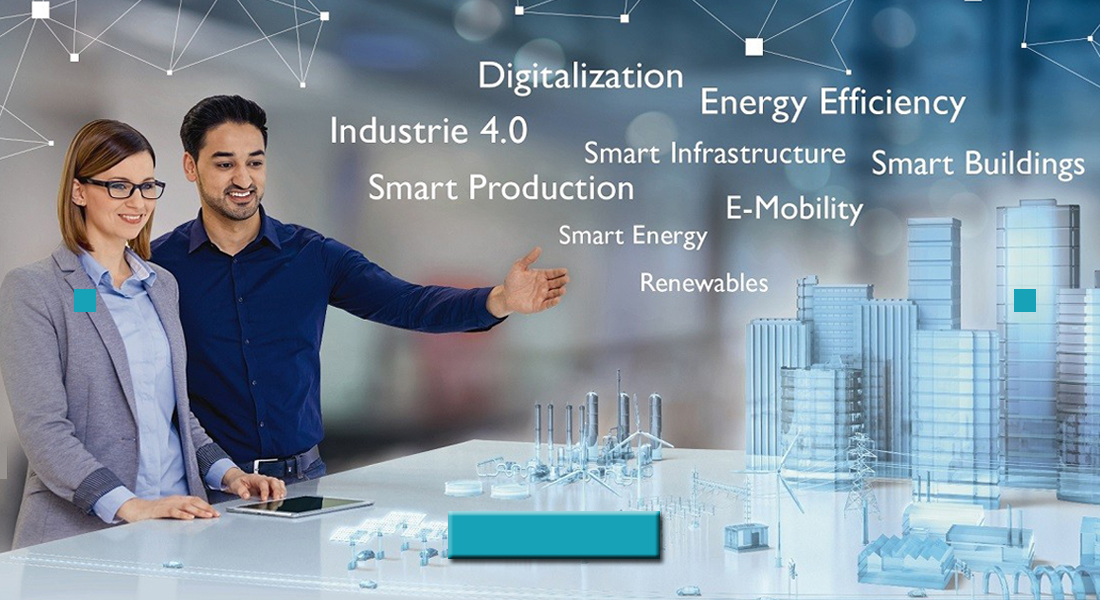 Digitalization
Energy Efficiency
Industrie 4.0
Smart Infrastructure
Smart Buildings
Smart Production
E-Mobility
Smart Energy
Renewables